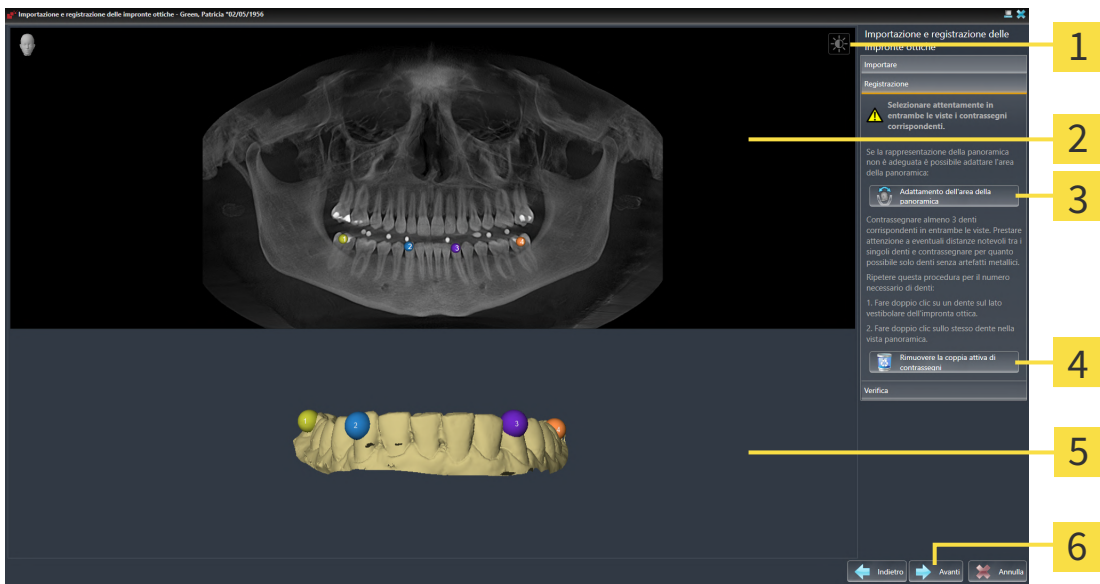 Importazione e registrazione delle impronte ottiche - Green, Patricia *02/05/1956
Importazione e registrazione delle
impronte ottiche
Importare
Registrazione
Selezionare attentamente in
entrambe le viste i contrassegni
corrispondenti.
Se la rappresentazione della panoramica
non è adeguata è possibile adattare l'area
della panoramica:
Adattamento dell'area della
panoramica
Contrassegnare almeno 3 denti
corrispondenti in entrambe le viste. Prestare
attenzione a eventuali distanze notevoli tra i
singoli denti e contrassegnare per quanto
possibile solo denti senza artefatti metallici.
Ripetere questa procedura per il numero
necessario di denti:
1. Fare doppio clic su un dente sul lato
vestibolare dell'impronta ottica.
2. Fare doppio clic sullo stesso dente nella
vista panoramica.
Rimuovere la coppia attiva di
contrassegni
Verifica
Indietro
Avanti
Annulla
1
2
3
4
1
2
3
4
1
2
3
4
5
6